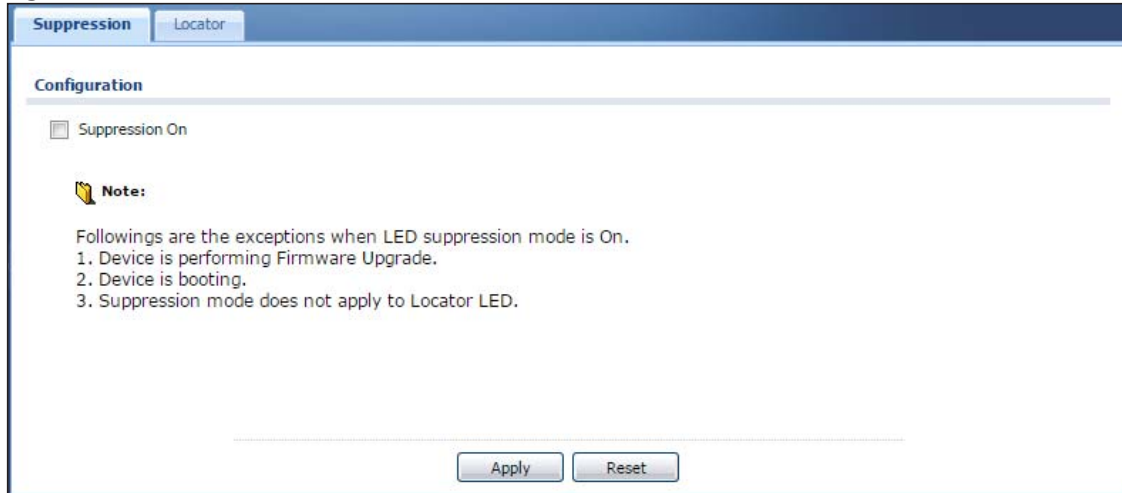 Suppression Locator
Configuration
Suppression On
Note:
Followings are the exceptions when LED suppression mode is On.
1. Device is performing Firmware Upgrade.
2. Device is booting.
3. Suppression mode does not apply to Locator LED.
Apply Reset